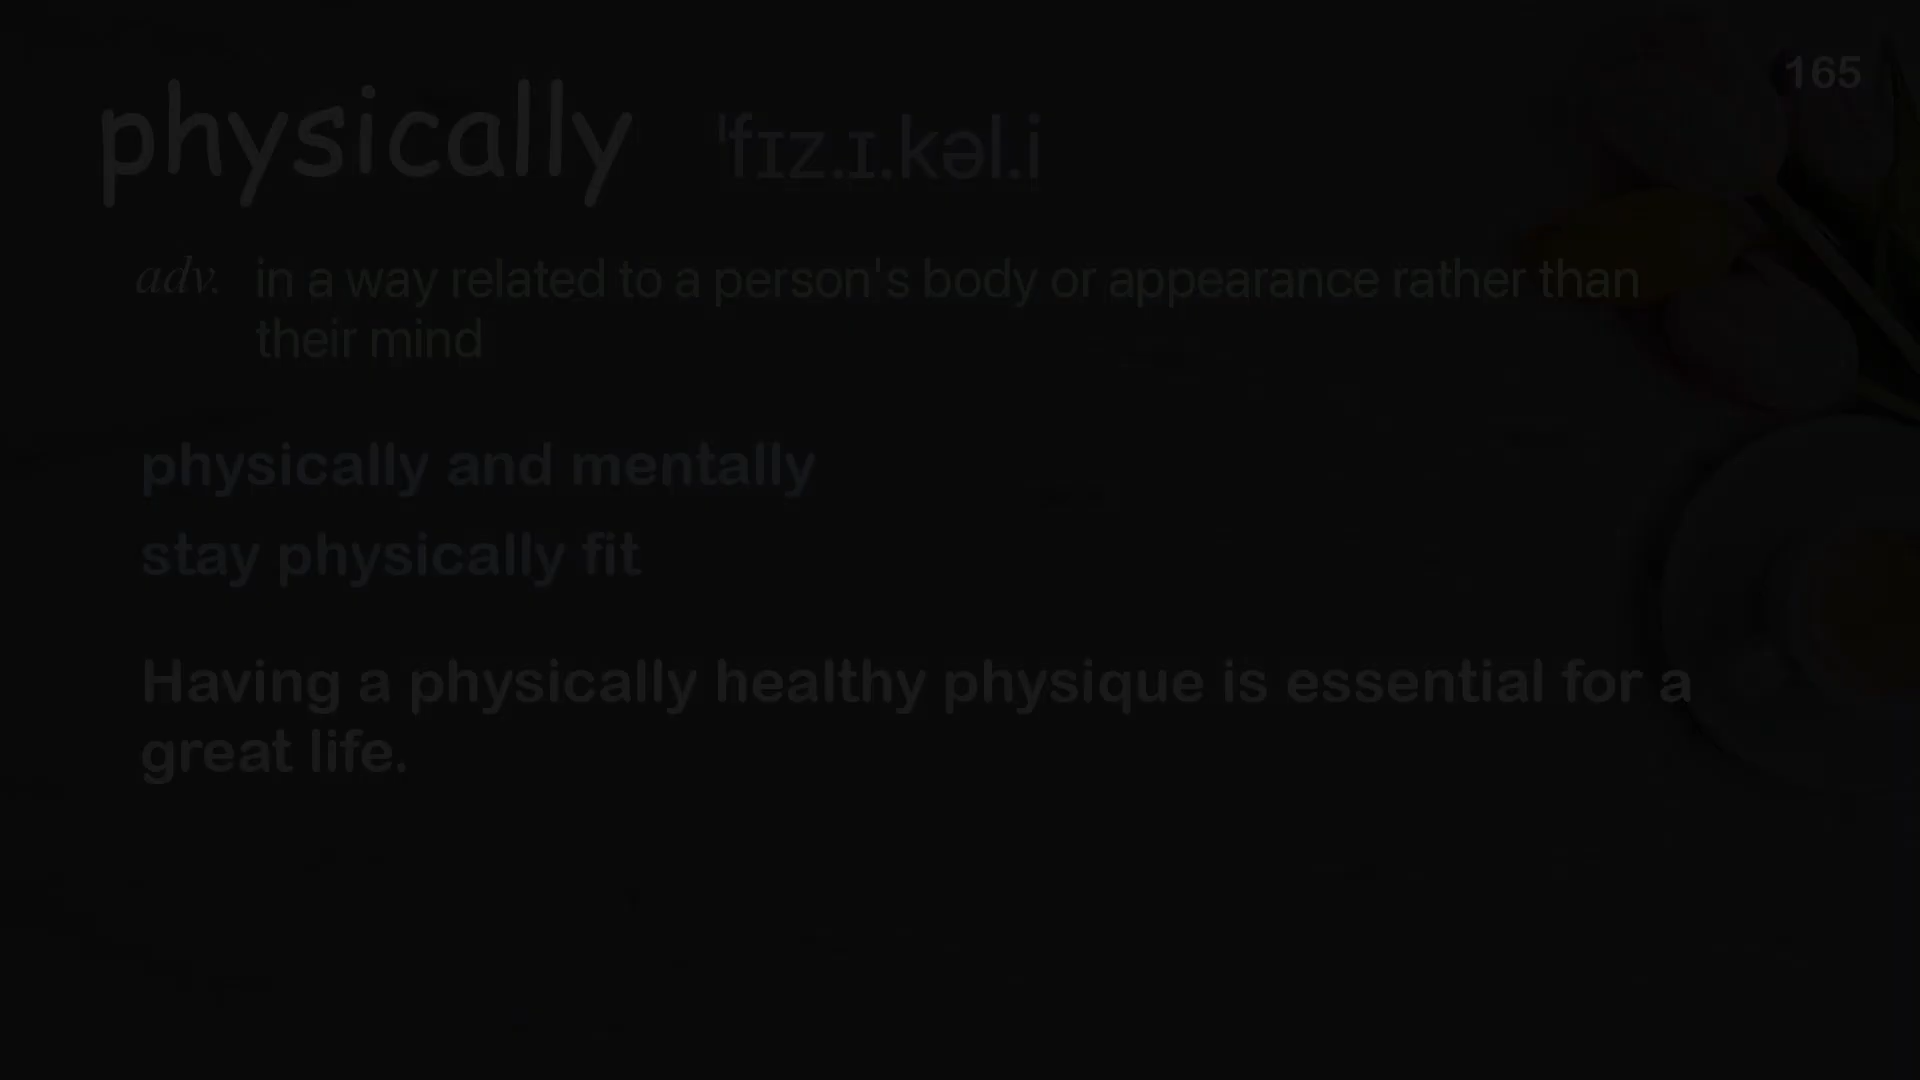 165
physically ˈfɪz.ɪ.kəl.i
adv. in a way related to a person's body or appearance rather than
their mind
physically and mentally
stay physically fit
Having a physically healthy physique is essential for a
great life.